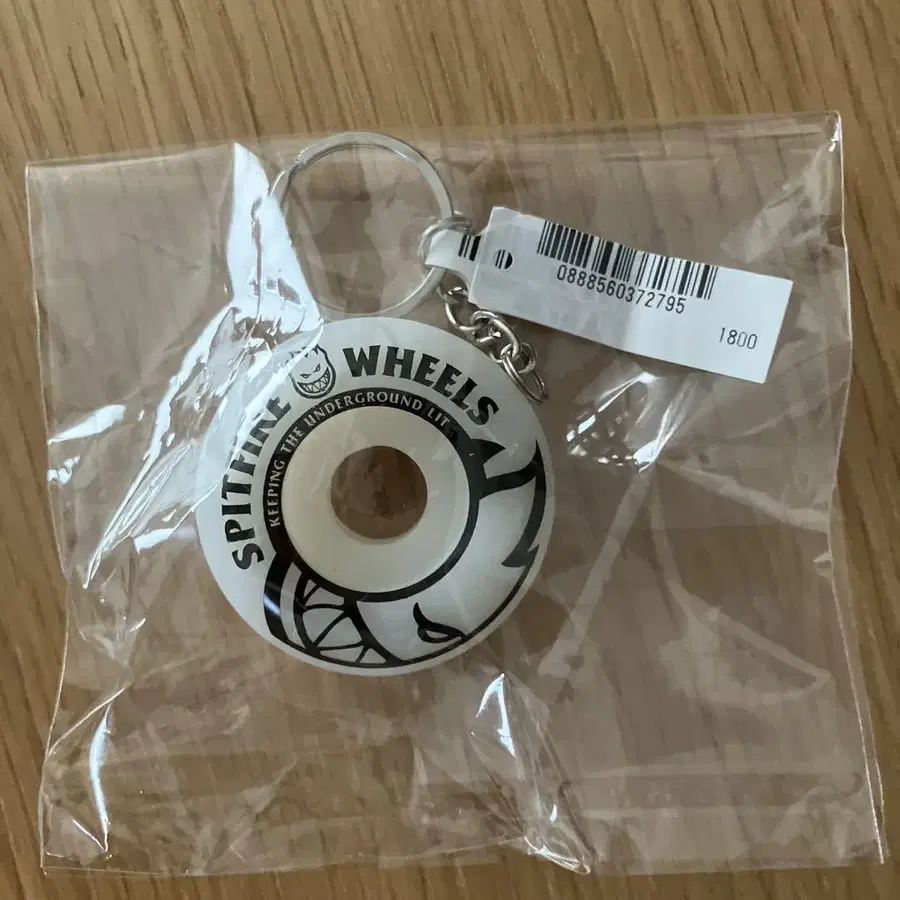 SPITFIRE WHEELS
KEEPING THE UNDERGROUND LIT
0888560372795
1800